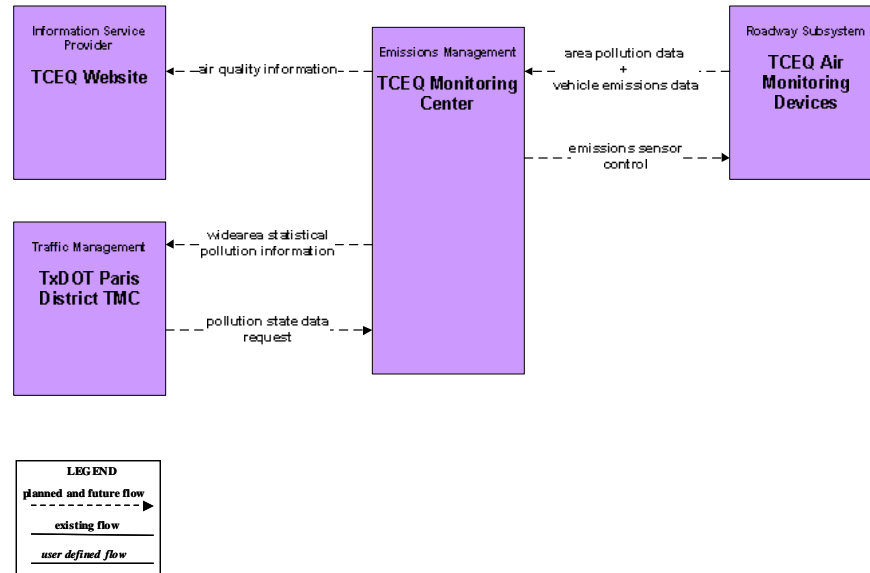 Information Service
Provider
TCEQ Website
air quality information
Emissions Management
TCEQ Monitoring
Center
area pollution data
+
vehicle emissions data
emissions sensor
control
Roadway Subsystem
TCEQ Air
Monitoring
Devices
Traffic Management
TxDOT Paris
District TMC
widearea statistical
pollution information
pollution state data
request
LEGEND
planned and future flow
existing flow
user defined flow